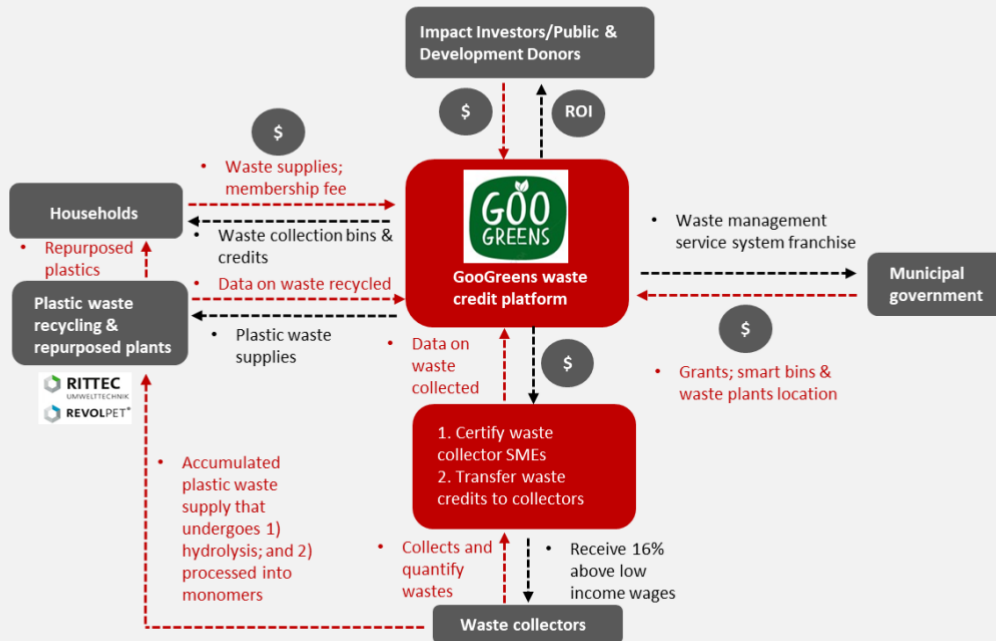 Impact Investors/Public &
Development Donors
$
ROI
$
• Waste supplies;
membership fee
Households
• Waste collection bins &
credits
• Repurposed
plastics
• Data on waste recycled
Plastic waste
recycling &
repurposed plants
• Plastic waste
supplies
RITTEC
UMWELTTECHNIK
REVOLPET®
GOO
GREENS
GooGreens waste
credit platform
• Waste management
service system franchise
Municipal
government
$
• Grants; smart bins &
waste plants location
• Data on
waste
collected
$
1. Certify waste
collector SMEs
2. Transfer waste
credits to collectors
• Accumulated
plastic waste
supply that
undergoes 1)
hydrolysis; and 2)
processed into
monomers
• Collects and
quantify
wastes
• Receive 16%
above low
income wages
Waste collectors